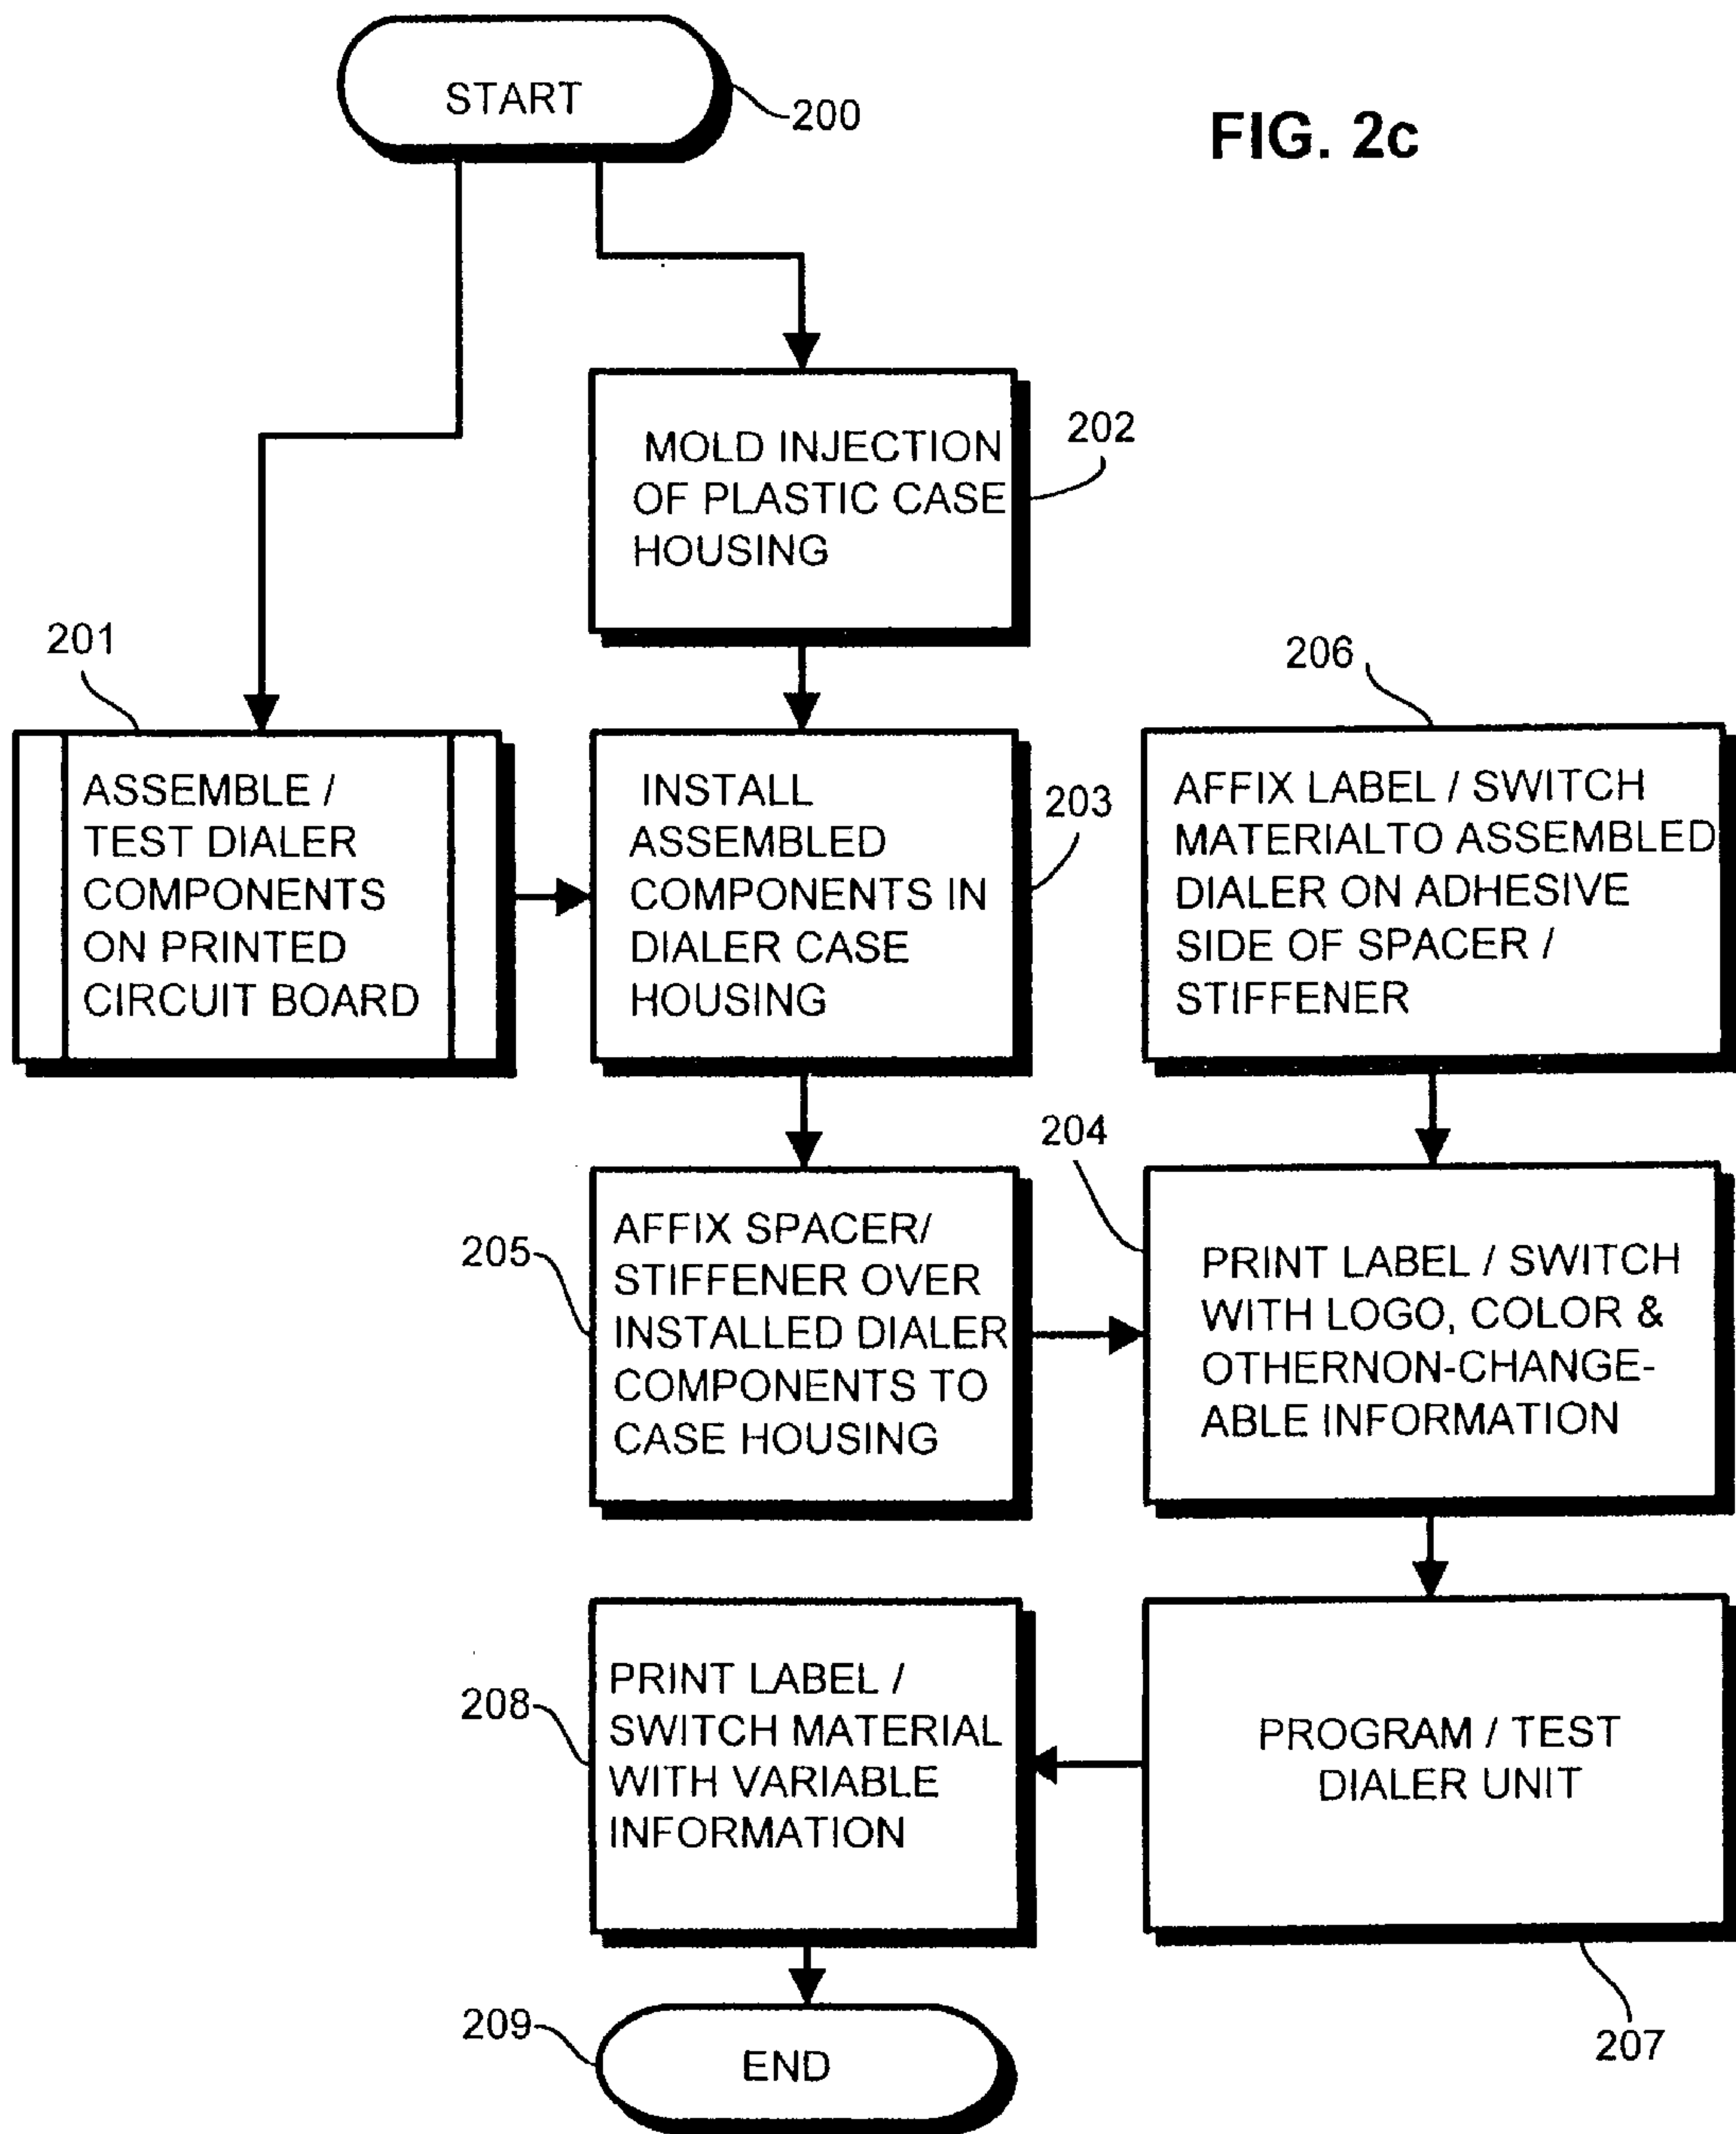 START
200
FIG. 2c
MOLD INJECTION
OF PLASTIC CASE
HOUSING
202
201
ASSEMBLE /
TEST DIALER
COMPONENTS
ON PRINTED
CIRCUIT BOARD
INSTALL
ASSEMBLED
COMPONENTS IN
DIALER CASE
HOUSING
203
206
AFFIX LABEL / SWITCH
MATERIALTO ASSEMBLED
DIALER ON ADHESIVE
SIDE OF SPACER /
STIFFENER
205
AFFIX SPACER/
STIFFENER OVER
INSTALLED DIALER
COMPONENTS TO
CASE HOUSING
204
PRINT LABEL / SWITCH
WITH LOGO, COLOR &
OTHERNON-CHANGE-
ABLE INFORMATION
208
PRINT LABEL /
SWITCH MATERIAL
WITH VARIABLE
INFORMATION
PROGRAM / TEST
DIALER UNIT
207
209
END